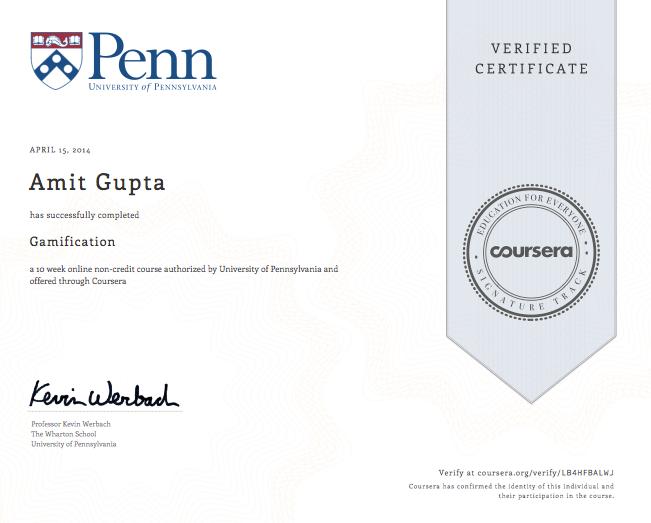 Penn
UNIVERSITY of PENNSYLVANIA
VERIFIED
CERTIFICATE
APRIL 15, 2014
Amit Gupta
has successfully completed
Gamification
a 10 week online non-credit course authorized by University of Pennsylvania and
offered through Coursera
EDUCATION FOR EVERYONE
coursera
SIGNATURE TRACK
Kevin Werbach
Professor Kevin Werbach
The Wharton School
University of Pennsylvania
Verify at coursera.org/verify/LB4HFBALWJ
Coursera has confirmed the identity of this individual and
their participation in the course.